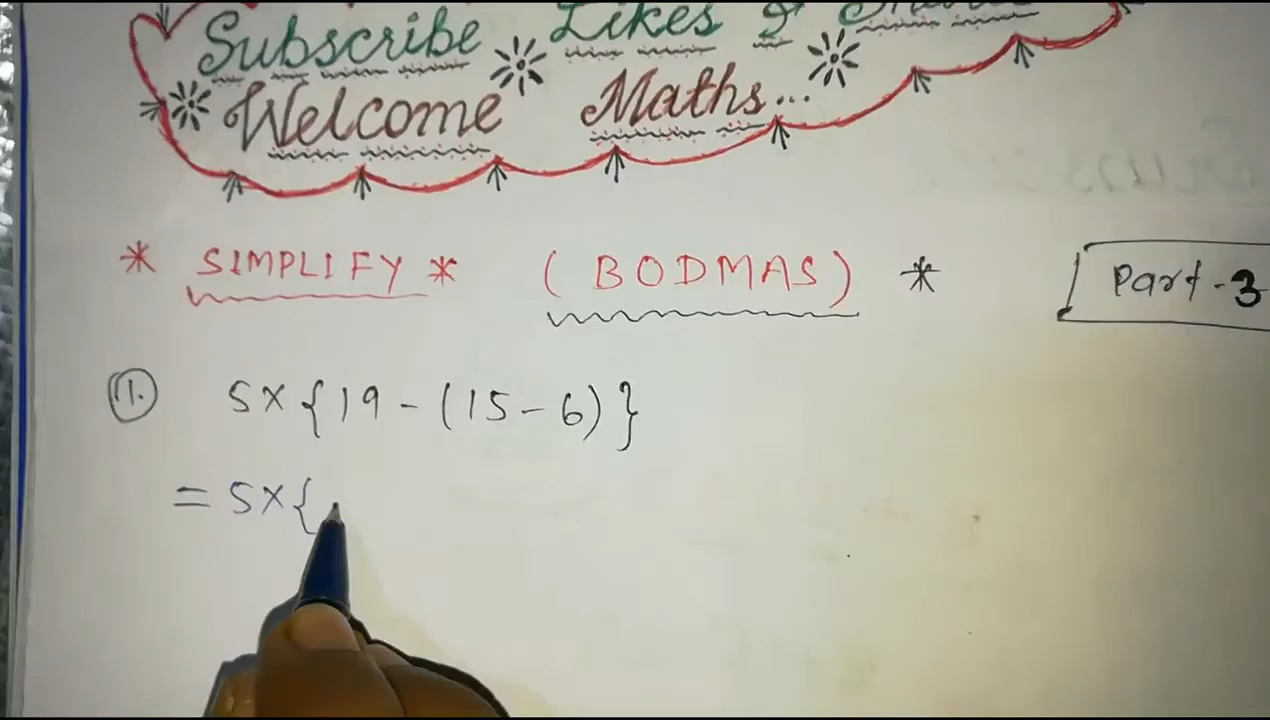 Subscribe Likes &
Welcome Maths...
* SIMPLIFY * (BODMAS) *
Part-3
1. 5×{19-(15-6)}
= 5×{